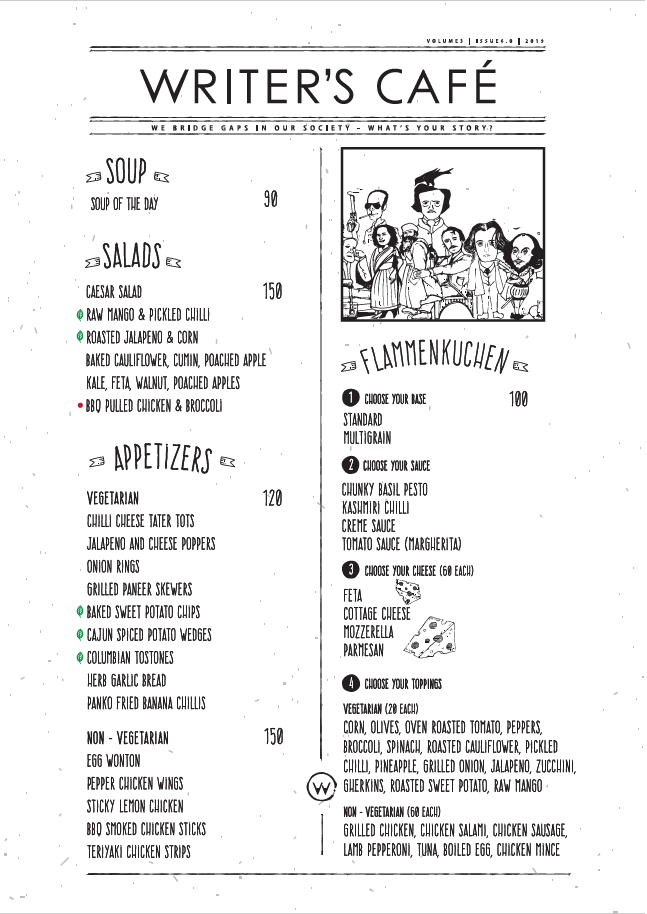 VOLUME3 | ISSUE4.0 | 2019
WRITER'S CAFÉ
WE BRIDGE GAPS IN OUR SOCIETY - WHAT'S YOUR STORY?
SOUP
SOUP OF THE DAY 90
SALADS
CAESAR SALAD 150
RAW MANGO & PICKLED CHILLI
ROASTED JALAPENO & CORN
BAKED CAULIFLOWER, CUMIN, POACHED APPLE
KALE, FETA, WALNUT, POACHED APPLES
BBQ PULLED CHICKEN & BROCCOLI
APPETIZERS
VEGETARIAN 120
CHILLI CHEESE TATER TOTS
JALAPENO AND CHEESE POPPERS
ONION RINGS
GRILLED PANEER SKEWERS
BAKED SWEET POTATO CHIPS
CAJUN SPICED POTATO WEDGES
COLUMBIAN TOSTONES
HERB GARLIC BREAD
PANKO FRIED BANANA CHILLIS
NON - VEGETARIAN 150
EGG WONTON
PEPPER CHICKEN WINGS
STICKY LEMON CHICKEN
BBQ SMOKED CHICKEN STICKS
TERIYAKI CHICKEN STRIPS
W
FLAMMENKUCHEN
1 CHOOSE YOUR BASE 100
STANDARD
MULTIGRAIN
2 CHOOSE YOUR SAUCE
CHUNKY BASIL PESTO
KASHMIRI CHILLI
CREME SAUCE
TOMATO SAUCE (MARGHERITA)
3 CHOOSE YOUR CHEESE (60 EACH)
FETA
COTTAGE CHEESE
MOZZERELLA
PARMESAN
4 CHOOSE YOUR TOPPINGS
VEGETARIAN (20 EACH)
CORN, OLIVES, OVEN ROASTED TOMATO, PEPPERS,
BROCCOLI, SPINACH, ROASTED CAULIFLOWER, PICKLED
CHILLI, PINEAPPLE, GRILLED ONION, JALAPENO, ZUCCHINI,
GHERKINS, ROASTED SWEET POTATO, RAW MANGO
NON - VEGETARIAN (60 EACH)
GRILLED CHICKEN, CHICKEN SALAMI, CHICKEN SAUSAGE,
LAMB PEPPERONI, TUNA, BOILED EGG, CHICKEN MINCE